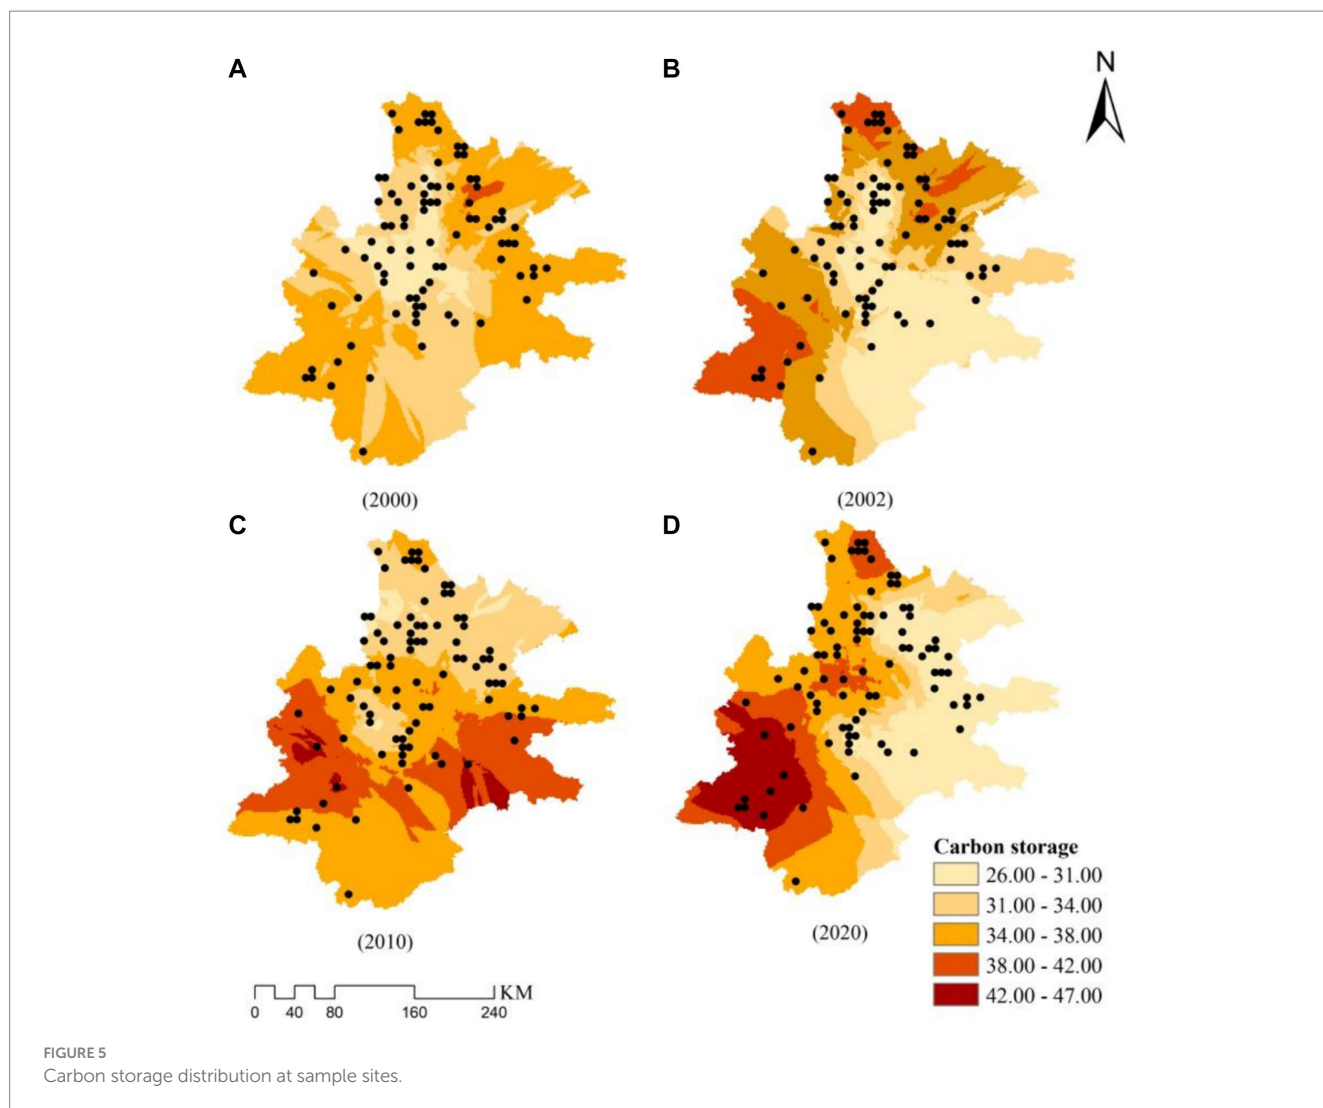 A
B
N
(2000)
(2002)
C
D
(2010)
(2020)
Carbon storage
26.00 - 31.00
31.00 - 34.00
34.00 - 38.00
38.00 - 42.00
42.00 - 47.00
KM
0 40 80 160 240
FIGURE 5
Carbon storage distribution at sample sites.